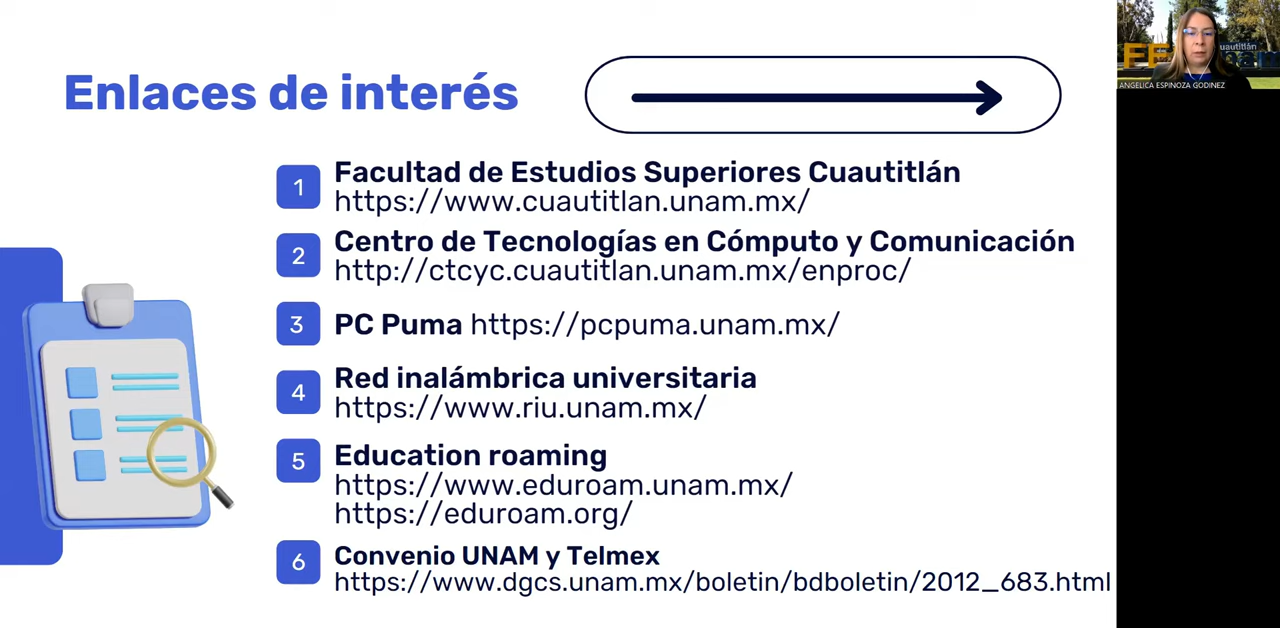 Enlaces de interés
1
Facultad de Estudios Superiores Cuautitlán
https://www.cuautitlan.unam.mx/
2
Centro de Tecnologías en Cómputo y Comunicación
http://ctcyc.cuautitlan.unam.mx/enproc/
3
PC Puma https://pcpuma.unam.mx/
4
Red inalámbrica universitaria
https://www.riu.unam.mx/
5
Education roaming
https://www.eduroam.unam.mx/
https://eduroam.org/
6
Convenio UNAM y Telmex
https://www.dgcs.unam.mx/boletin/bdboletin/2012_683.html
FE
cuautitlán
ANGELICA ESPINOZA GODINEZ